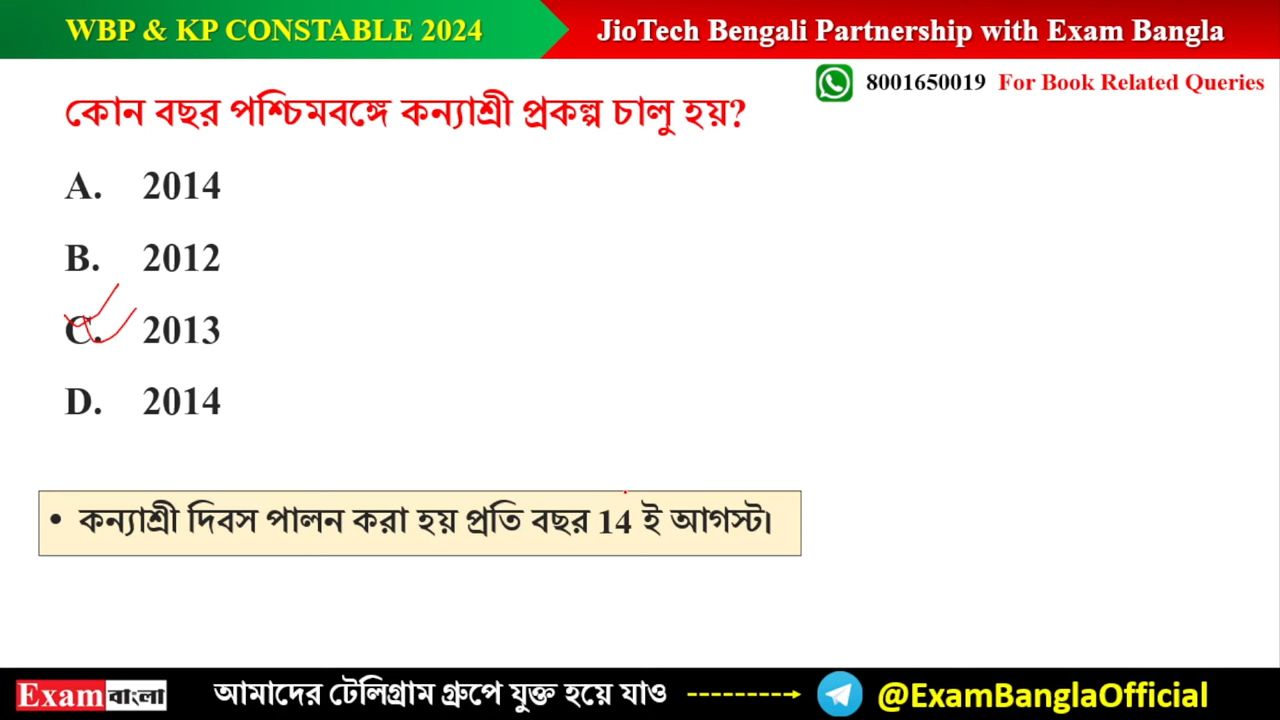 WBP & KP CONSTABLE 2024
JioTech Bengali Partnership with Exam Bangla
8001650019 For Book Related Queries
কোন বছর পশ্চিমবঙ্গে কন্যাশ্রী প্রকল্প চালু হয়?
A. 2014
B. 2012
C. 2013
D. 2014
• কন্যাশ্রী দিবস পালন করা হয় প্রতি বছর 14 ই আগস্ট।
Exam বাংলা
আমাদের টেলিগ্রাম গ্রুপে যুক্ত হয়ে যাও ---------->
@ExamBanglaOfficial